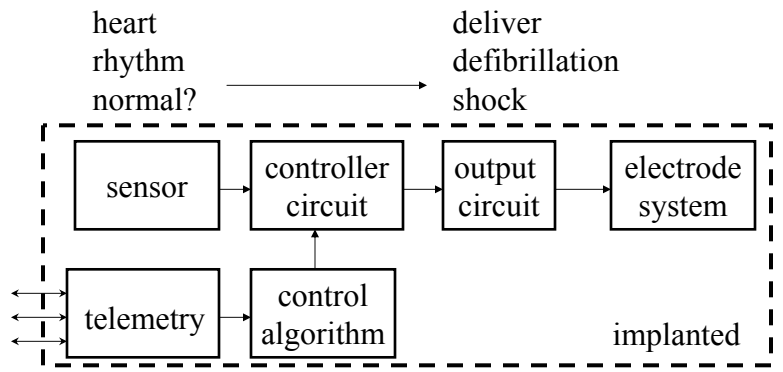 heart
rhythm
normal?
deliver
defibrillation
shock
sensor
controller
circuit
output
circuit
electrode
system
telemetry
control
algorithm
implanted